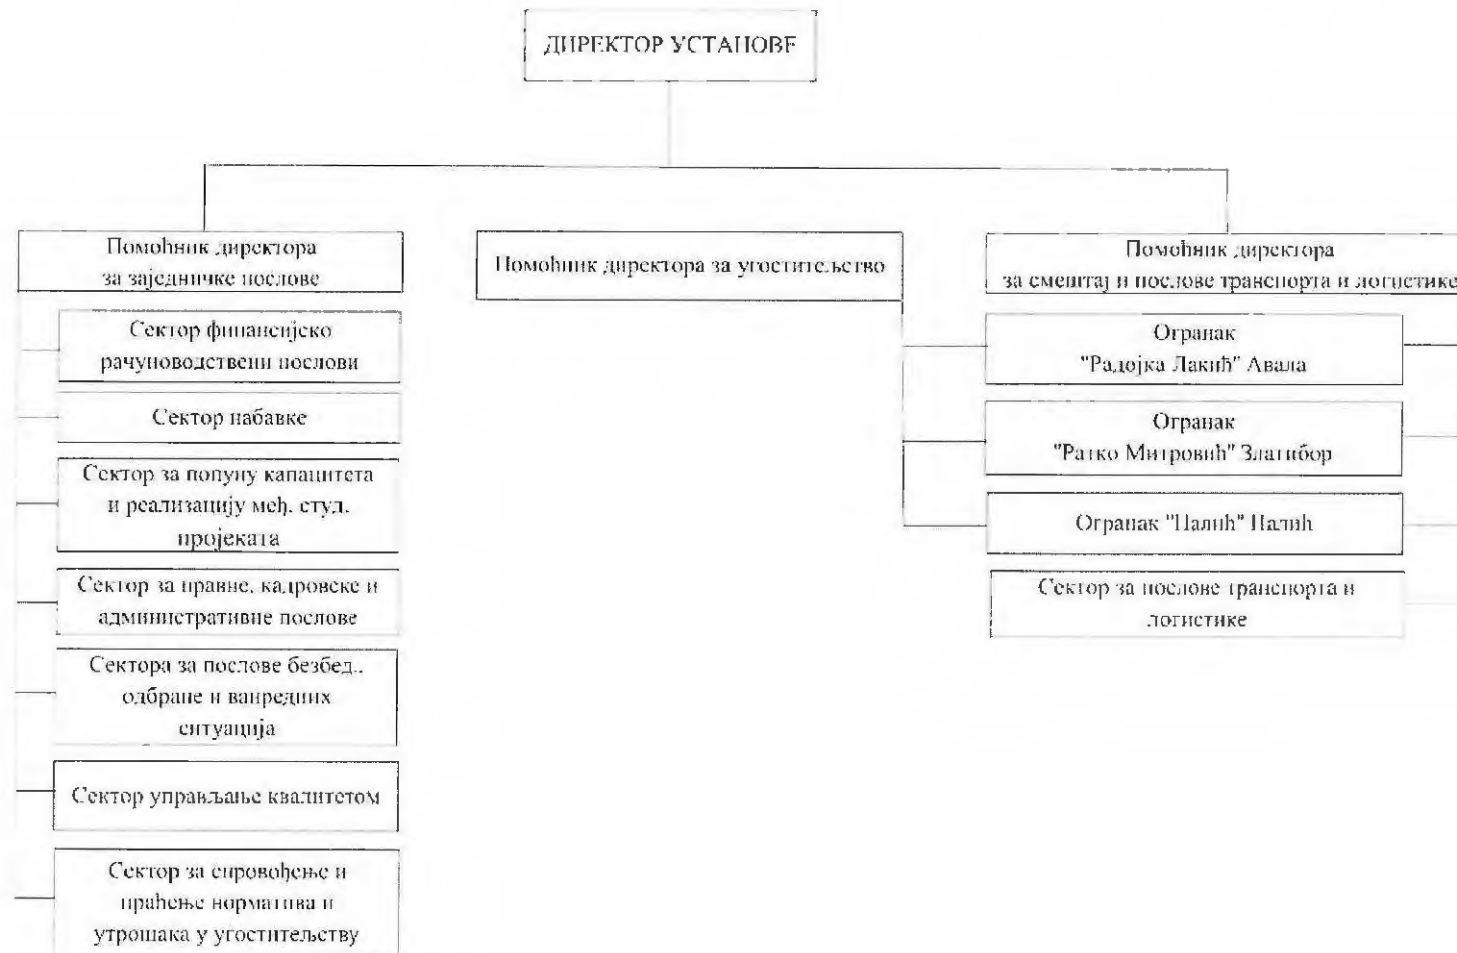 ДИРЕКТОР УСТАНОВЕ
Помоћник директора
за заједничке послове
Сектор финансијско
рачуноводствени послови
Сектор набавке
Сектор за попуну капацитета
и реализацију међ. студ.
пројеката
Сектор за правне, кадровске и
административне послове
Сектора за послове безбед.,
одбране и ванредних
ситуација
Сектор управљање квалитетом
Сектор за спровођење и
праћење норматива и
утрошака у угоститељству
Помоћник директора за угоститељство
Помоћник директора
за смештај и послове транспорта и логистике
Огранак
"Радојка Лакић" Авала
Огранак
"Ратко Митровић" Златибор
Огранак "Палић" Палић
Сектор за послове транспорта и
логистике